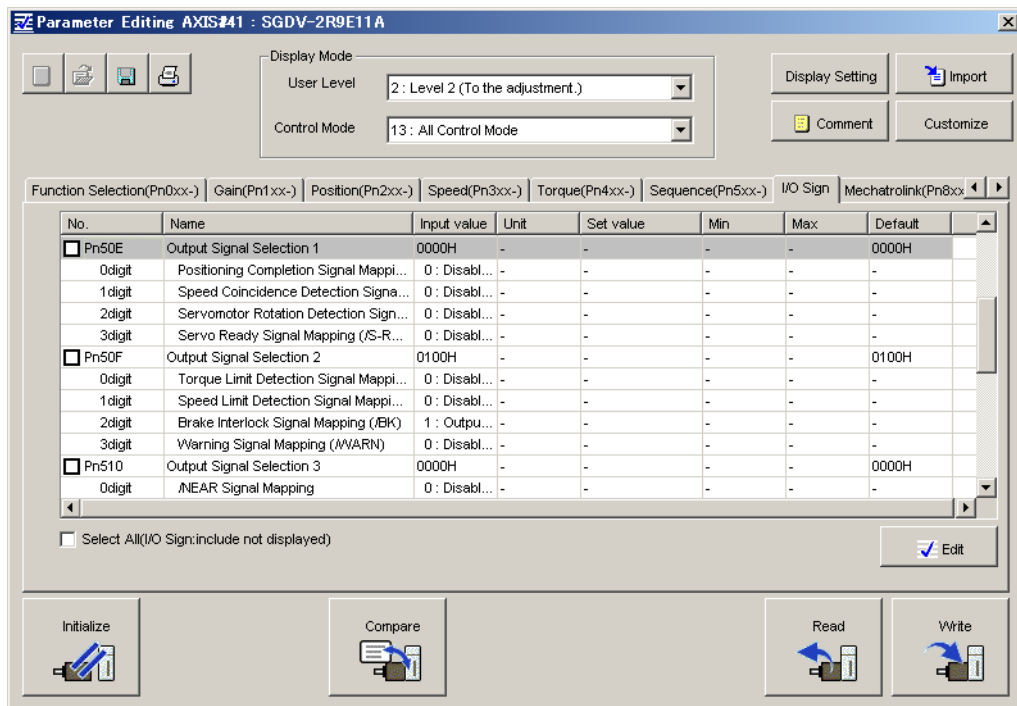 Parameter Editing AXIS#41 : SGDV-2R9E11A
Display Mode
User Level 2 : Level 2 (To the adjustment.)
Control Mode 13 : All Control Mode
Display Setting Import
Comment Customize
Function Selection(Pn0xx-) Gain(Pn1xx-) Position(Pn2xx-) Speed(Pn3xx-) Torque(Pn4xx-) Sequence(Pn5xx-) I/O Sign Mechatrolink(Pn8xx
No. Name Input value Unit Set value Min Max Default
Pn50E Output Signal Selection 1 0000H - - - - 0000H
0digit Positioning Completion Signal Mappi... 0 : Disabl... - - - - -
1digit Speed Coincidence Detection Signa... 0 : Disabl... - - - - -
2digit Servomotor Rotation Detection Sign... 0 : Disabl... - - - - -
3digit Servo Ready Signal Mapping (/S-R... 0 : Disabl... - - - - -
Pn50F Output Signal Selection 2 0100H - - - - 0100H
0digit Torque Limit Detection Signal Mappi... 0 : Disabl... - - - - -
1digit Speed Limit Detection Signal Mappi... 0 : Disabl... - - - - -
2digit Brake Interlock Signal Mapping (/BK) 1 : Outpu... - - - - -
3digit Warning Signal Mapping (/WARN) 0 : Disabl... - - - - -
Pn510 Output Signal Selection 3 0000H - - - - 0000H
0digit /NEAR Signal Mapping 0 : Disabl... - - - - -
Select All(I/O Sign:include not displayed)
Edit
Initialize Compare Read Write